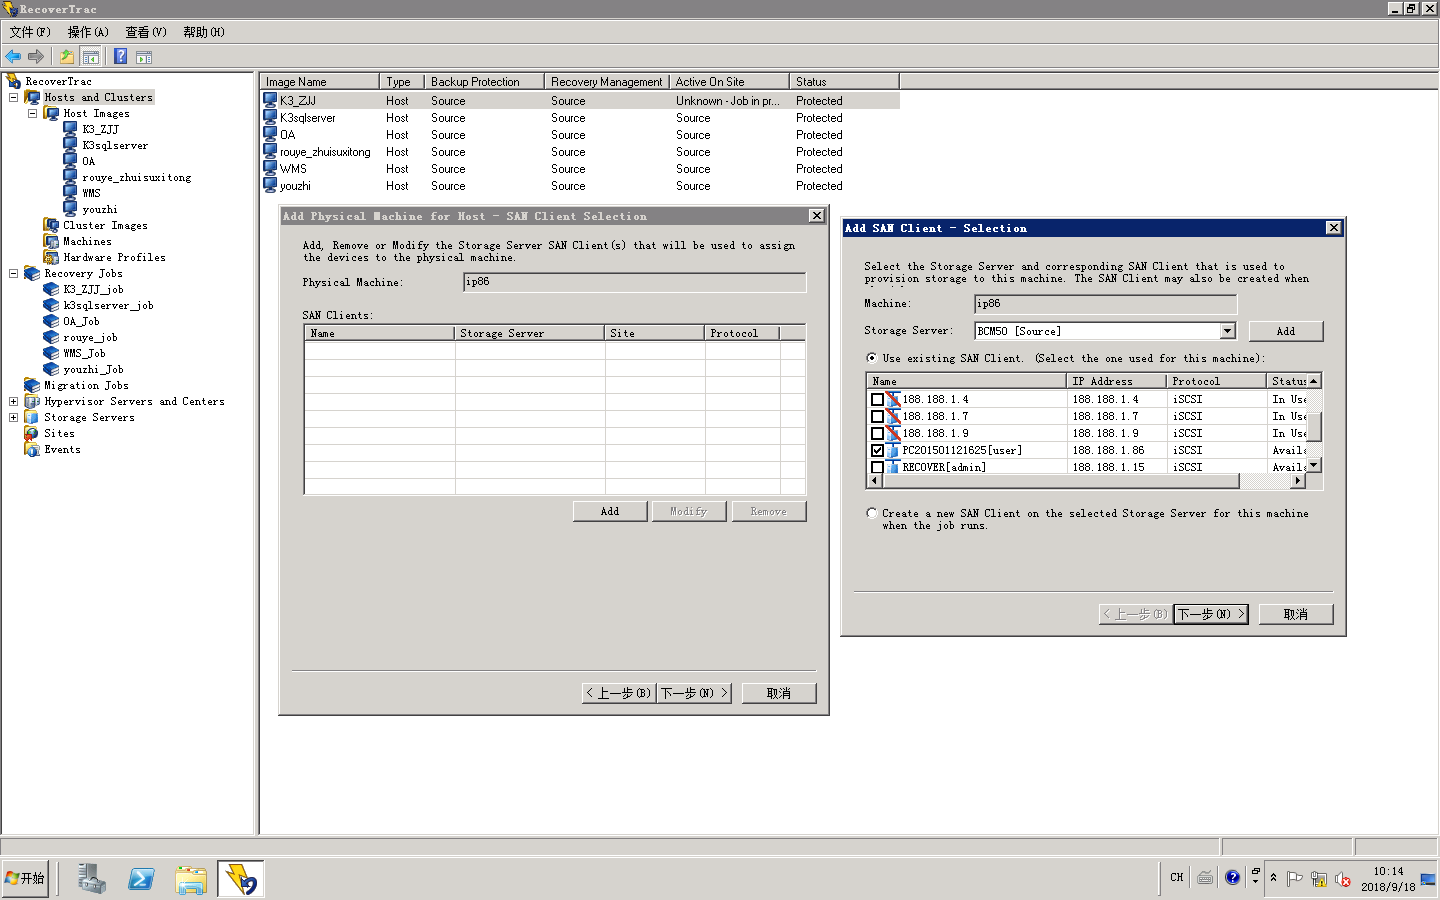 RecoverTrac
文件(F) 操作(A) 查看(V) 帮助(H)
RecoverTrac
Hosts and Clusters
Host Images
K3_ZJJ
K3sqlserver
OA
rouye_zhuisuxitong
WMS
youzhi
Cluster Images
Machines
Hardware Profiles
Recovery Jobs
K3_ZJJ_job
k3sqlserver_job
OA_Job
rouye_job
WMS_Job
youzhi_Job
Migration Jobs
Hypervisor Servers and Centers
Storage Servers
Sites
Events
Image Name Type Backup Protection Recovery Management Active On Site Status
K3_ZJJ Host Source Source Unknown - Job in pr... Protected
K3sqlserver Host Source Source Source Protected
OA Host Source Source Source Protected
rouye_zhuisuxitong Host Source Source Source Protected
WMS Host Source Source Source Protected
youzhi Host Source Source Source Protected
Add Physical Machine for Host - SAN Client Selection
Add, Remove or Modify the Storage Server SAN Client(s) that will be used to assign
the devices to the physical machine.
Physical Machine: ip86
SAN Clients:
Name Storage Server Site Protocol
Add Modify Remove
< 上一步(B) 下一步(N) > 取消
Add SAN Client - Selection
Select the Storage Server and corresponding SAN Client that is used to
provision storage to this machine. The SAN Client may also be created when
Machine: ip86
Storage Server: BCM50 [Source] Add
Use existing SAN Client. (Select the one used for this machine):
Name IP Address Protocol Status
188.188.1.4 188.188.1.4 iSCSI In Use
188.188.1.7 188.188.1.7 iSCSI In Use
188.188.1.9 188.188.1.9 iSCSI In Use
PC201501121625[user] 188.188.1.86 iSCSI Availa
RECOVER[admin] 188.188.1.15 iSCSI Availa
Create a new SAN Client on the selected Storage Server for this machine
when the job runs.
< 上一步(B) 下一步(N) > 取消
开始
CH
10:14
2018/9/18